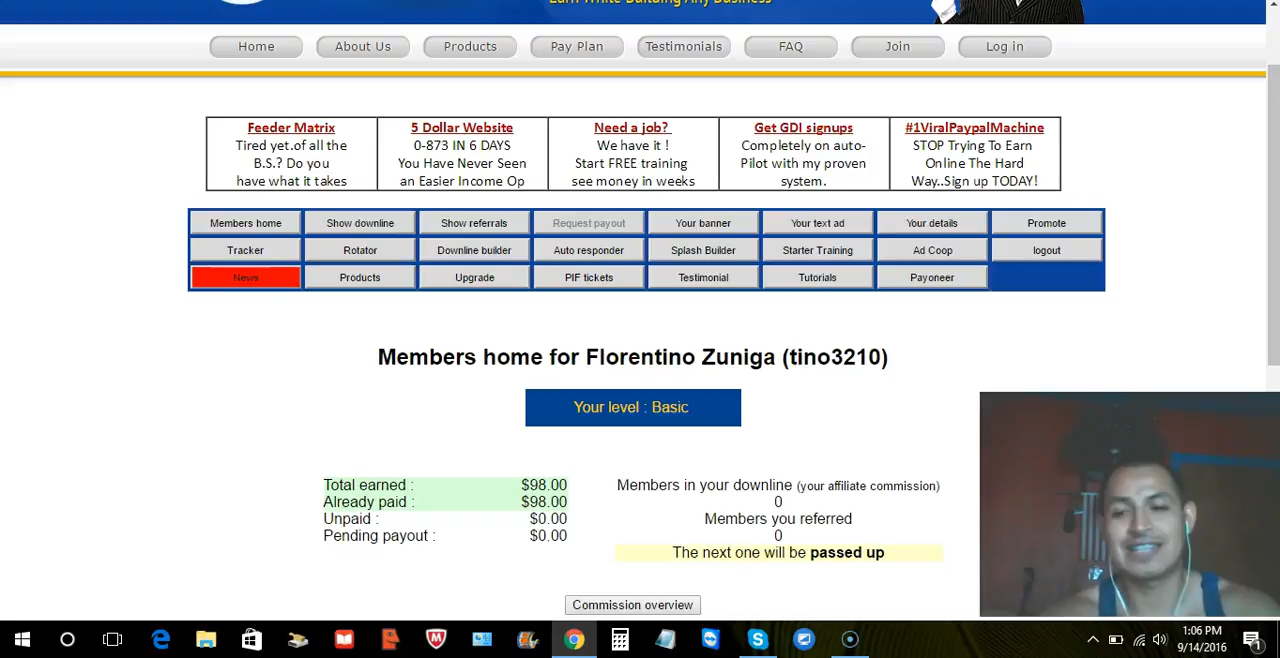 Earn While Building Any Business
Home About Us Products Pay Plan Testimonials FAQ Join Log in
Feeder Matrix
Tired yet.of all the
B.S.? Do you
have what it takes
5 Dollar Website
0-873 IN 6 DAYS
You Have Never Seen
an Easier Income Op
Need a job?
We have it !
Start FREE training
see money in weeks
Get GDI signups
Completely on auto-
Pilot with my proven
system.
#1ViralPaypalMachine
STOP Trying To Earn
Online The Hard
Way..Sign up TODAY!
Members home Show downline Show referrals Request payout Your banner Your text ad Your details Promote
Tracker Rotator Downline builder Auto responder Splash Builder Starter Training Ad Coop logout
News Products Upgrade PIF tickets Testimonial Tutorials Payoneer
Members home for Florentino Zuniga (tino3210)
Your level : Basic
Total earned : $98.00
Already paid : $98.00
Unpaid : $0.00
Pending payout : $0.00
Members in your downline (your affiliate commission)
0
Members you referred
0
The next one will be passed up
Commission overview
1:06 PM
9/14/2016